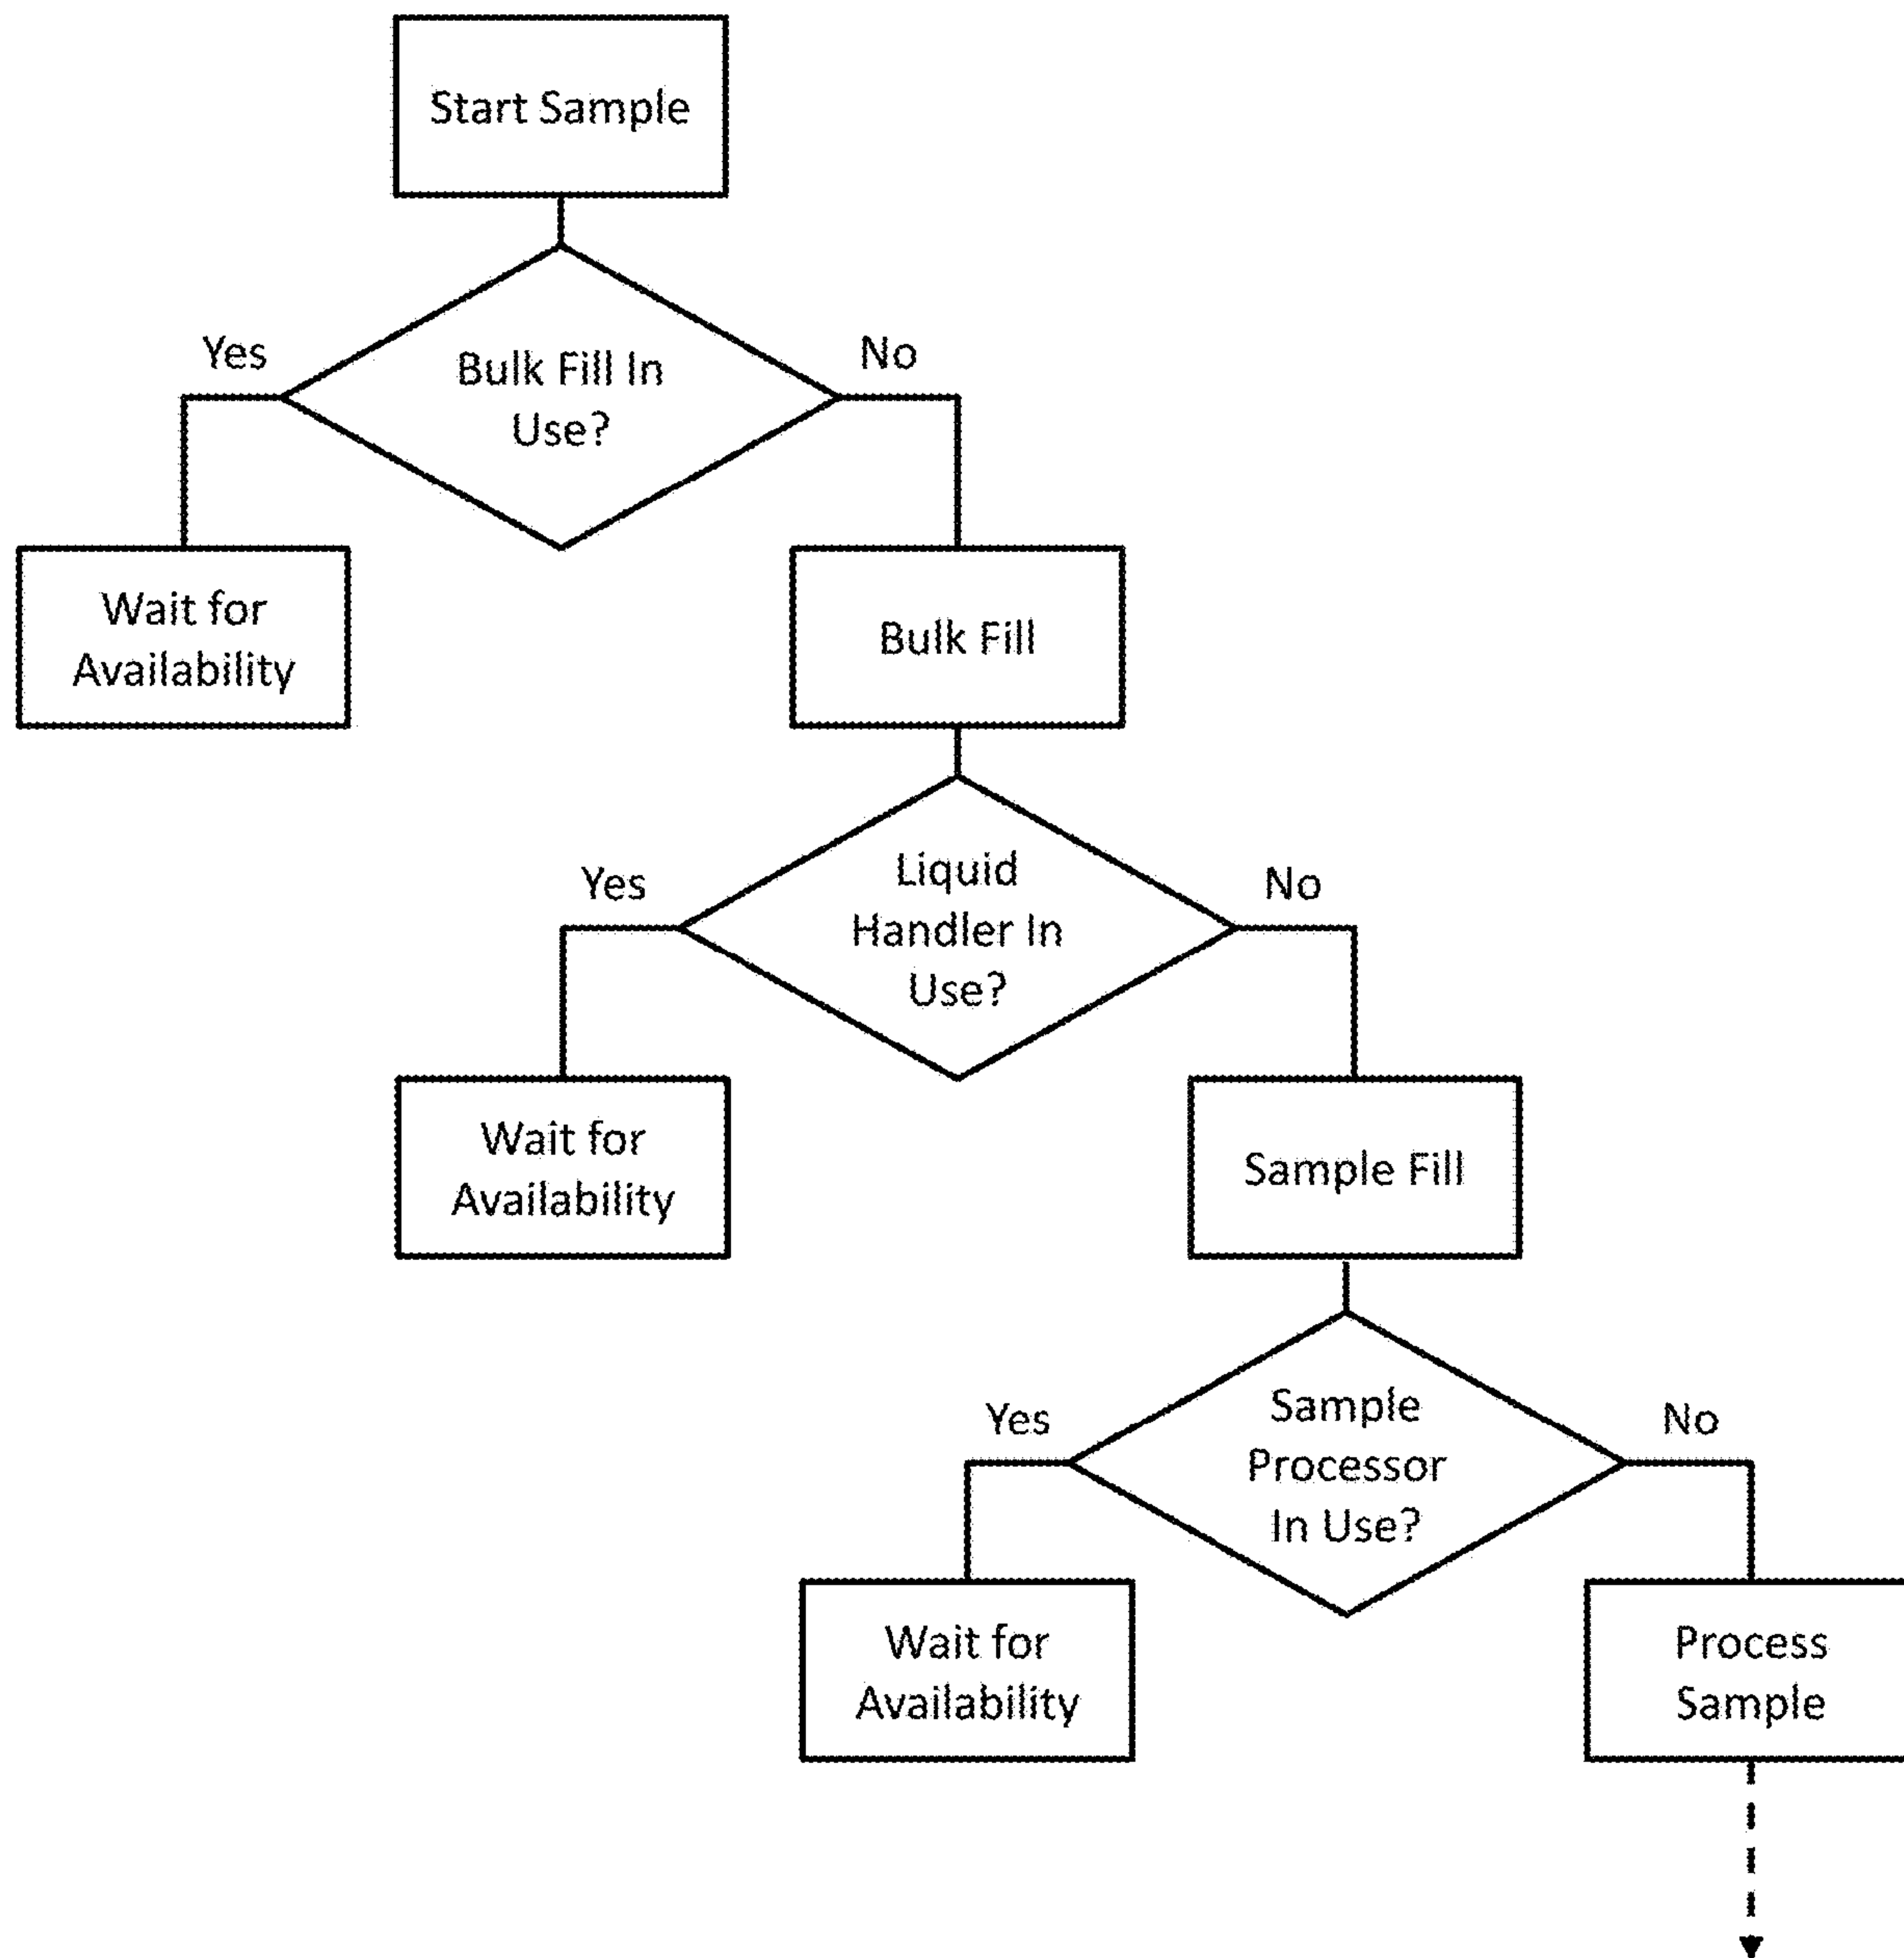 Start Sample
Yes
No
Bulk Fill In
Use?
Wait for
Availability
Bulk Fill
Yes
No
Liquid
Handler In
Use?
Wait for
Availability
Sample Fill
Yes
No
Sample
Processor
In Use?
Wait for
Availability
Process
Sample